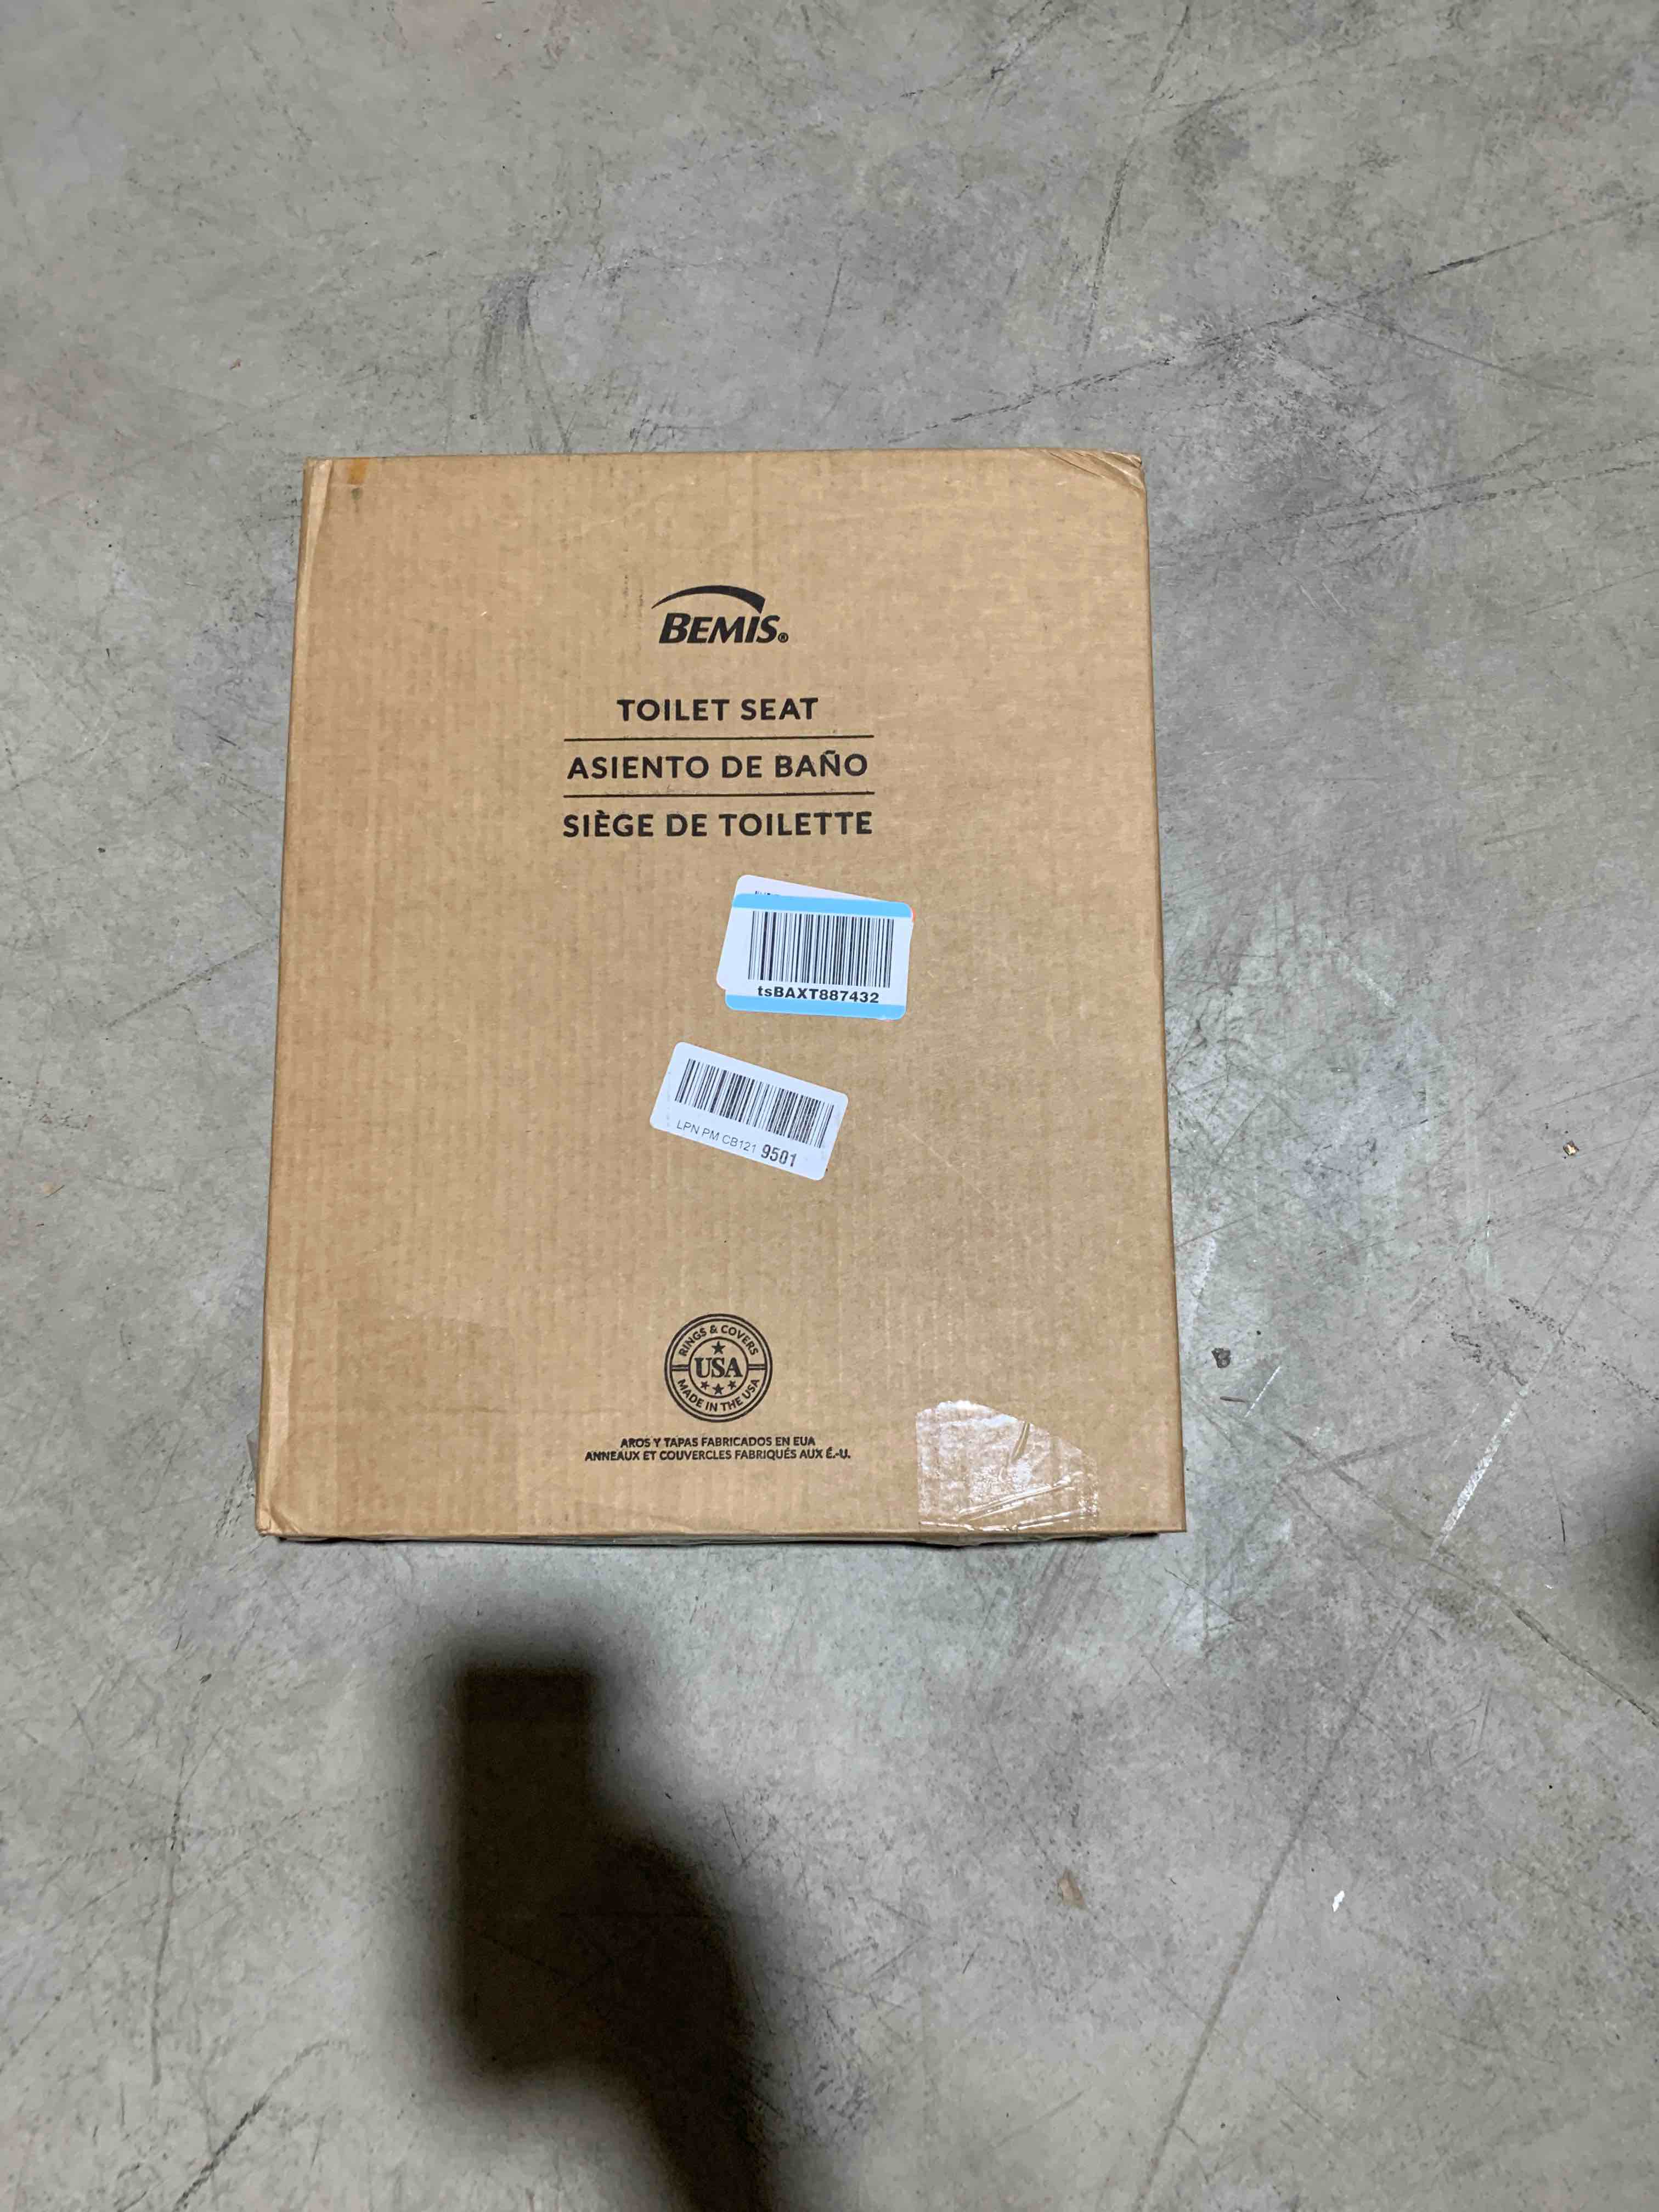 BEMIS®
TOILET SEAT
ASIENTO DE BAÑO
SIÈGE DE TOILETTE
tsBAXT887432
LPN PM CB121 9501
RINGS & COVERS
USA
MADE IN THE USA
AROS Y TAPAS FABRICADOS EN EUA
ANNEAUX ET COUVERCLES FABRIQUÉS AUX É.-U.